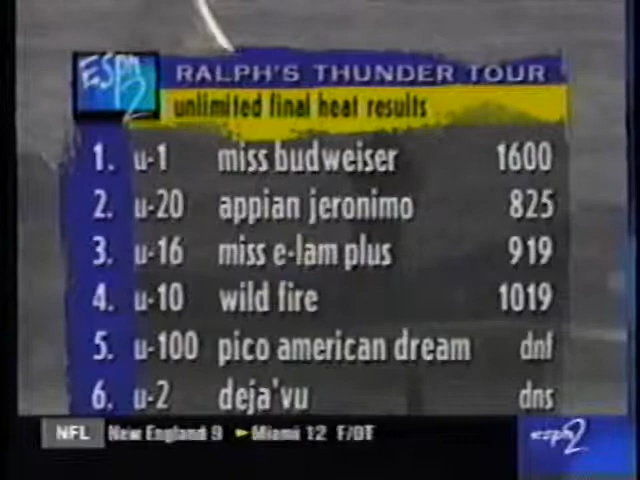 ESPN 2 RALPH'S THUNDER TOUR
unlimited final heat results
1. u-1 miss budweiser 1600
2. u-20 appian jeronimo 825
3. u-16 miss e-lam plus 919
4. u-10 wild fire 1019
5. u-100 pico american dream dnf
6. u-2 deja'vu dns
NFL New England 9 ►Miami 12 F/OT espn2